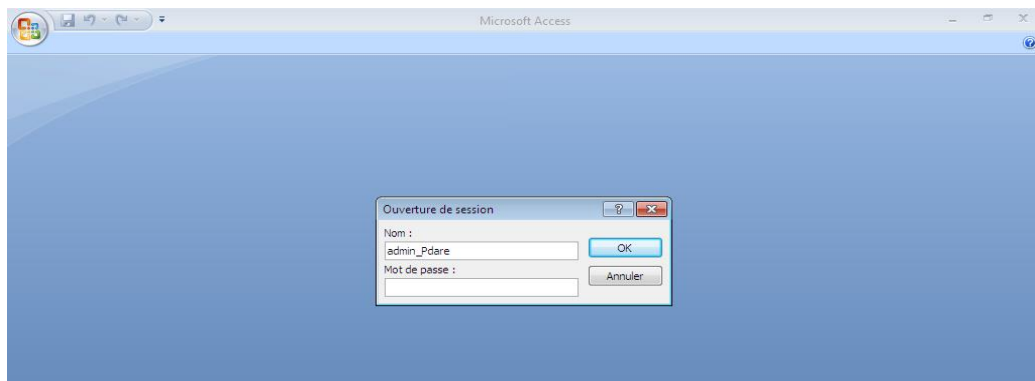 Microsoft Access
Ouverture de session
Nom :
admin_Pdare
OK
Mot de passe :
Annuler